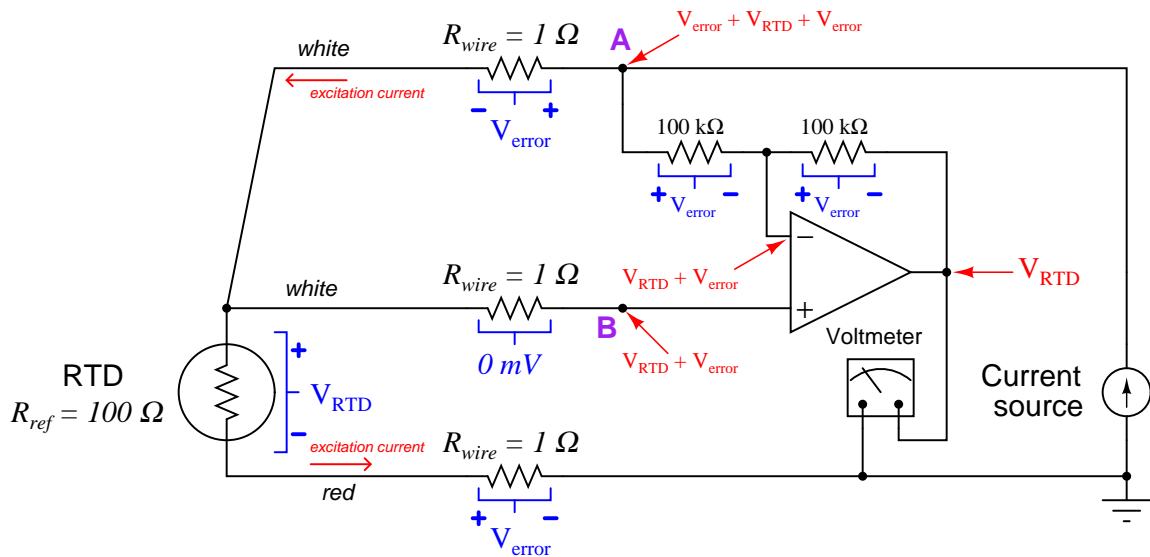 V_error + V_RTD + V_error
R_wire = 1 Ω
A
white
excitation current
− +
V_error
100 kΩ
100 kΩ
+ −
V_error
+ −
V_error
−
R_wire = 1 Ω
white
V_RTD + V_error
V_RTD
+
B
0 mV
V_RTD + V_error
Voltmeter
RTD
R_ref = 100 Ω
+
V_RTD
−
Current
source
excitation current
R_wire = 1 Ω
red
+ −
V_error